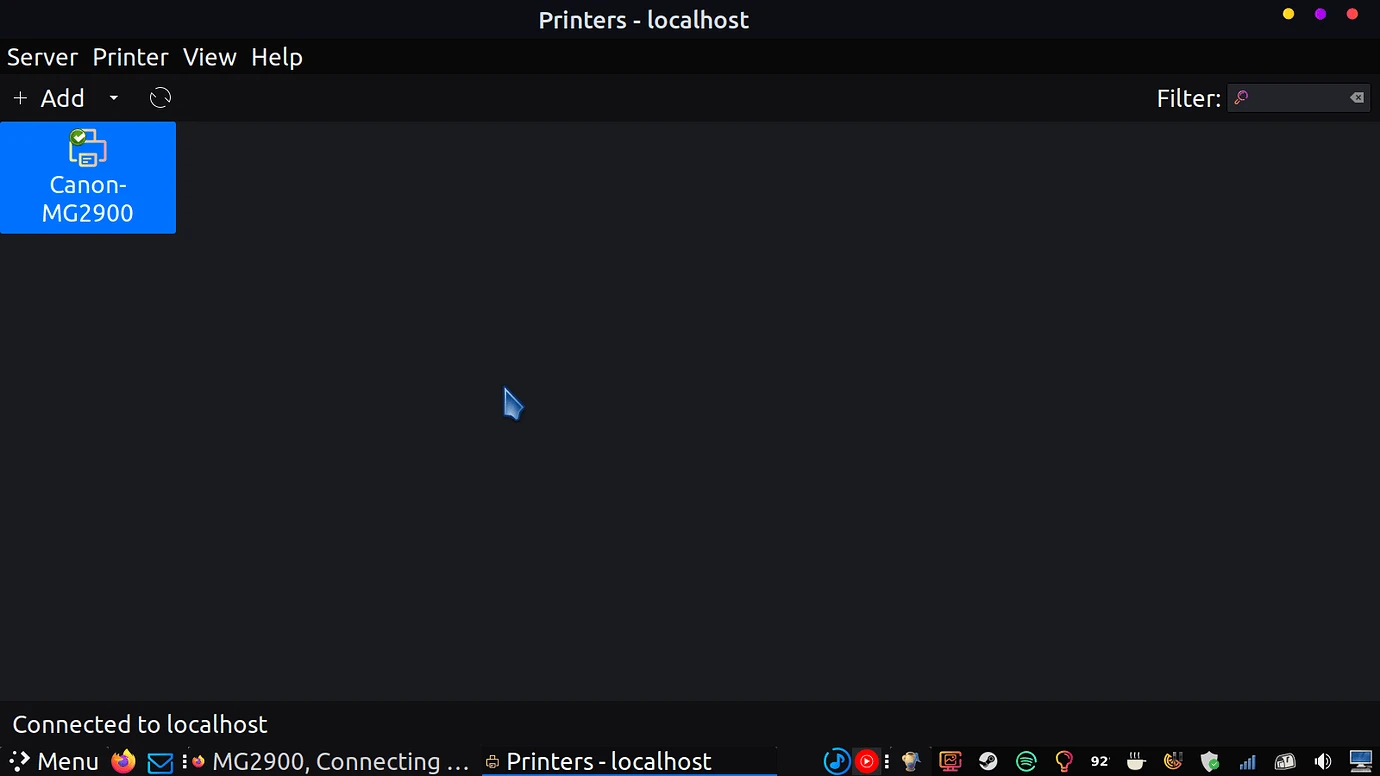 Printers - localhost
Server Printer View Help
+ Add
Filter:
Canon-
MG2900
Connected to localhost
Menu MG2900, Connecting ... Printers - localhost 92°